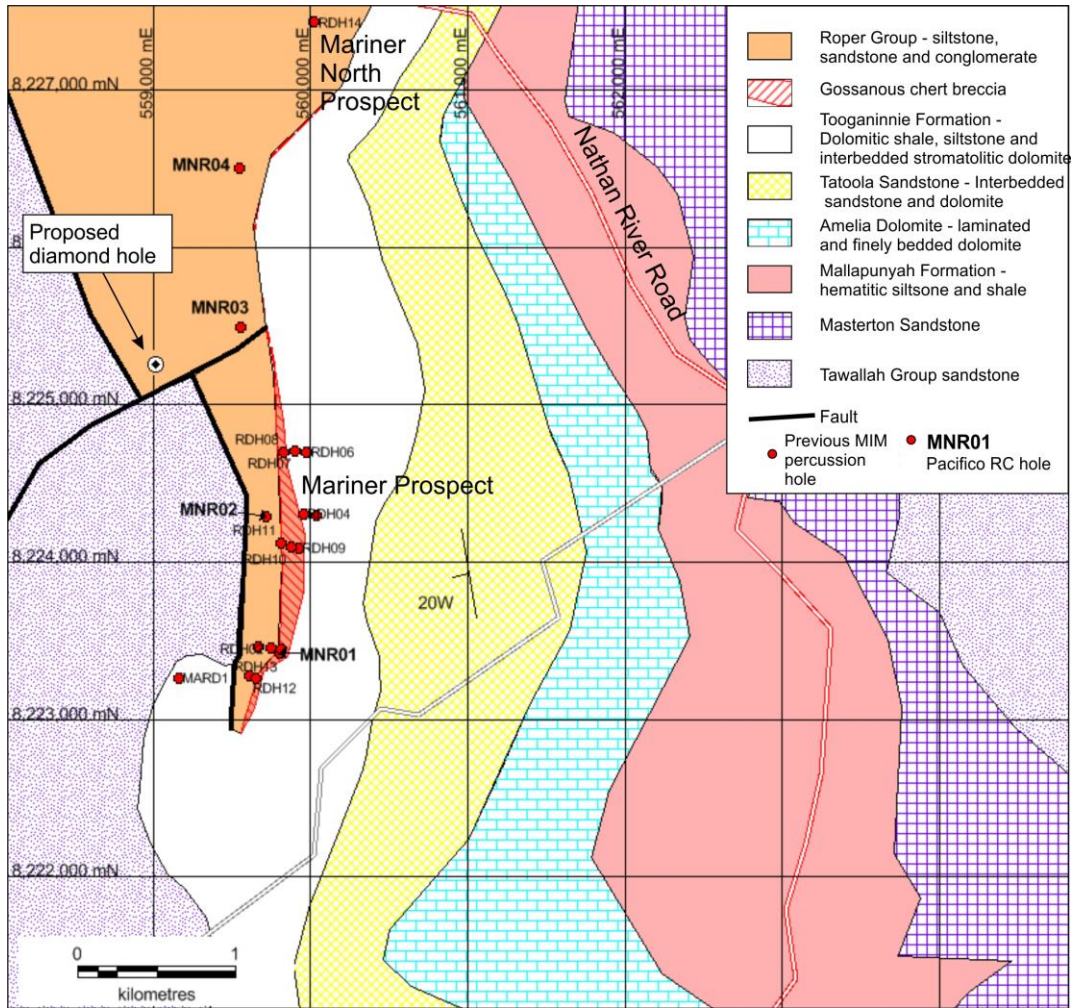 559,000 mE
560,000 mE
561,000 mE
562,000 mE
RDH14
Mariner
North
Prospect
8,227,000 mN
MNR04
Nathan River Road
Proposed
diamond hole
MNR03
8,225,000 mN
RDH08
RDH06
RDH07
Mariner Prospect
MNR02
RDH04
RDH11
RDH09
RDH10
8,224,000 mN
20W
RDH02
MNR01
RDH13
MARD1
RDH12
8,223,000 mN
8,222,000 mN
0
1
kilometres
Roper Group - siltstone,
sandstone and conglomerate
Gossanous chert breccia
Tooganinnie Formation -
Dolomitic shale, siltstone and
interbedded stromatolitic dolomite
Tatoola Sandstone - Interbedded
sandstone and dolomite
Amelia Dolomite - laminated
and finely bedded dolomite
Mallapunyah Formation -
hematitic siltsone and shale
Masterton Sandstone
Tawallah Group sandstone
Fault
Previous MIM
percussion
hole
MNR01
Pacifico RC hole